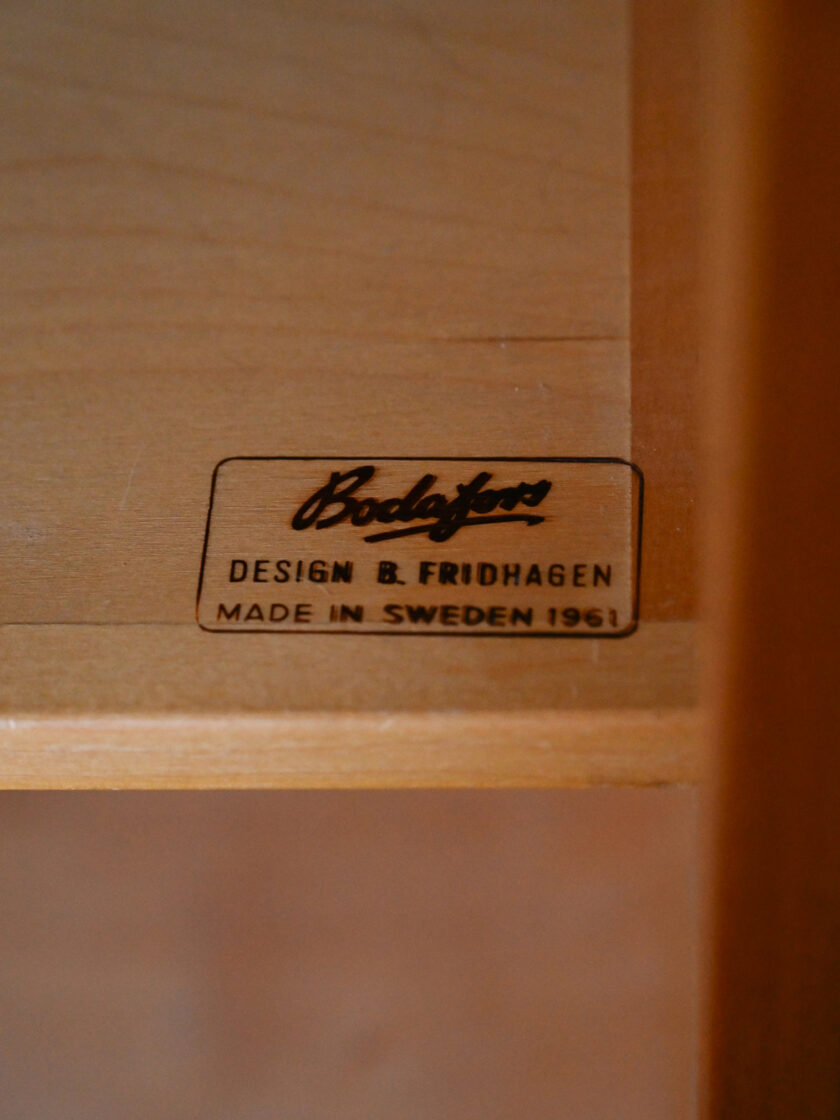 Bodafors
DESIGN B. FRIDHAGEN
MADE IN SWEDEN 1961